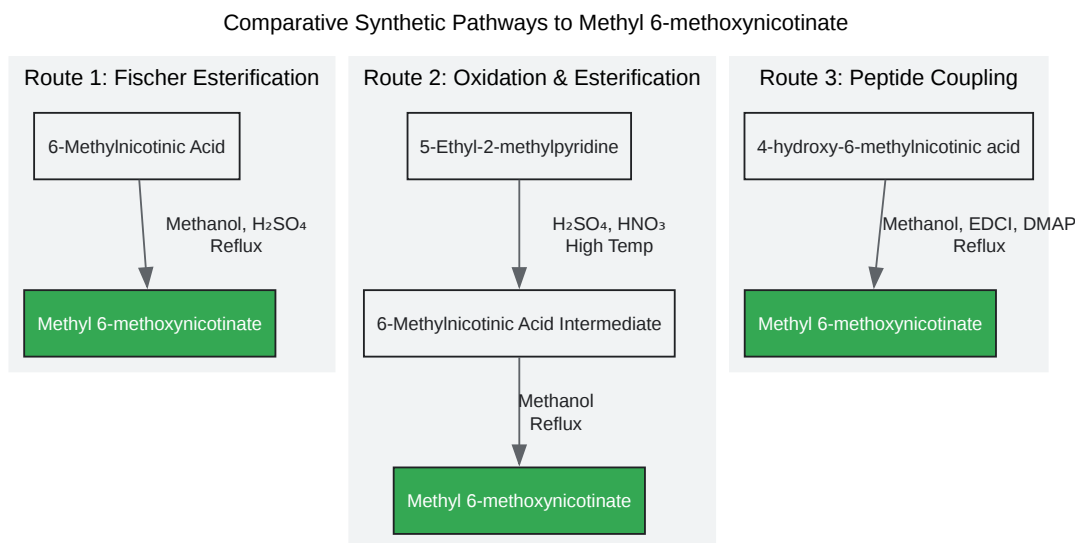 Comparative Synthetic Pathways to Methyl 6-methoxynicotinate
Route 1: Fischer Esterification
6-Methylnicotinic Acid
Methanol, H₂SO₄
Reflux
Methyl 6-methoxynicotinate
Route 2: Oxidation & Esterification
5-Ethyl-2-methylpyridine
H₂SO₄, HNO₃
High Temp
6-Methylnicotinic Acid Intermediate
Methanol
Reflux
Methyl 6-methoxynicotinate
Route 3: Peptide Coupling
4-hydroxy-6-methylnicotinic acid
Methanol, EDCI, DMAP
Reflux
Methyl 6-methoxynicotinate